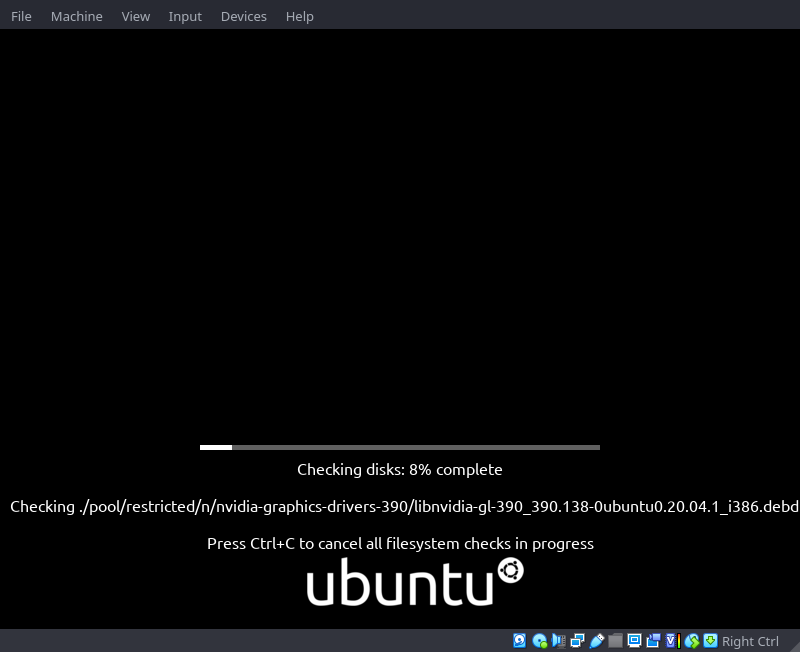 File Machine View Input Devices Help
Checking disks: 8% complete
Checking ./pool/restricted/n/nvidia-graphics-drivers-390/libnvidia-gl-390_390.138-0ubuntu0.20.04.1_i386.debd
Press Ctrl+C to cancel all filesystem checks in progress
ubuntu
Right Ctrl